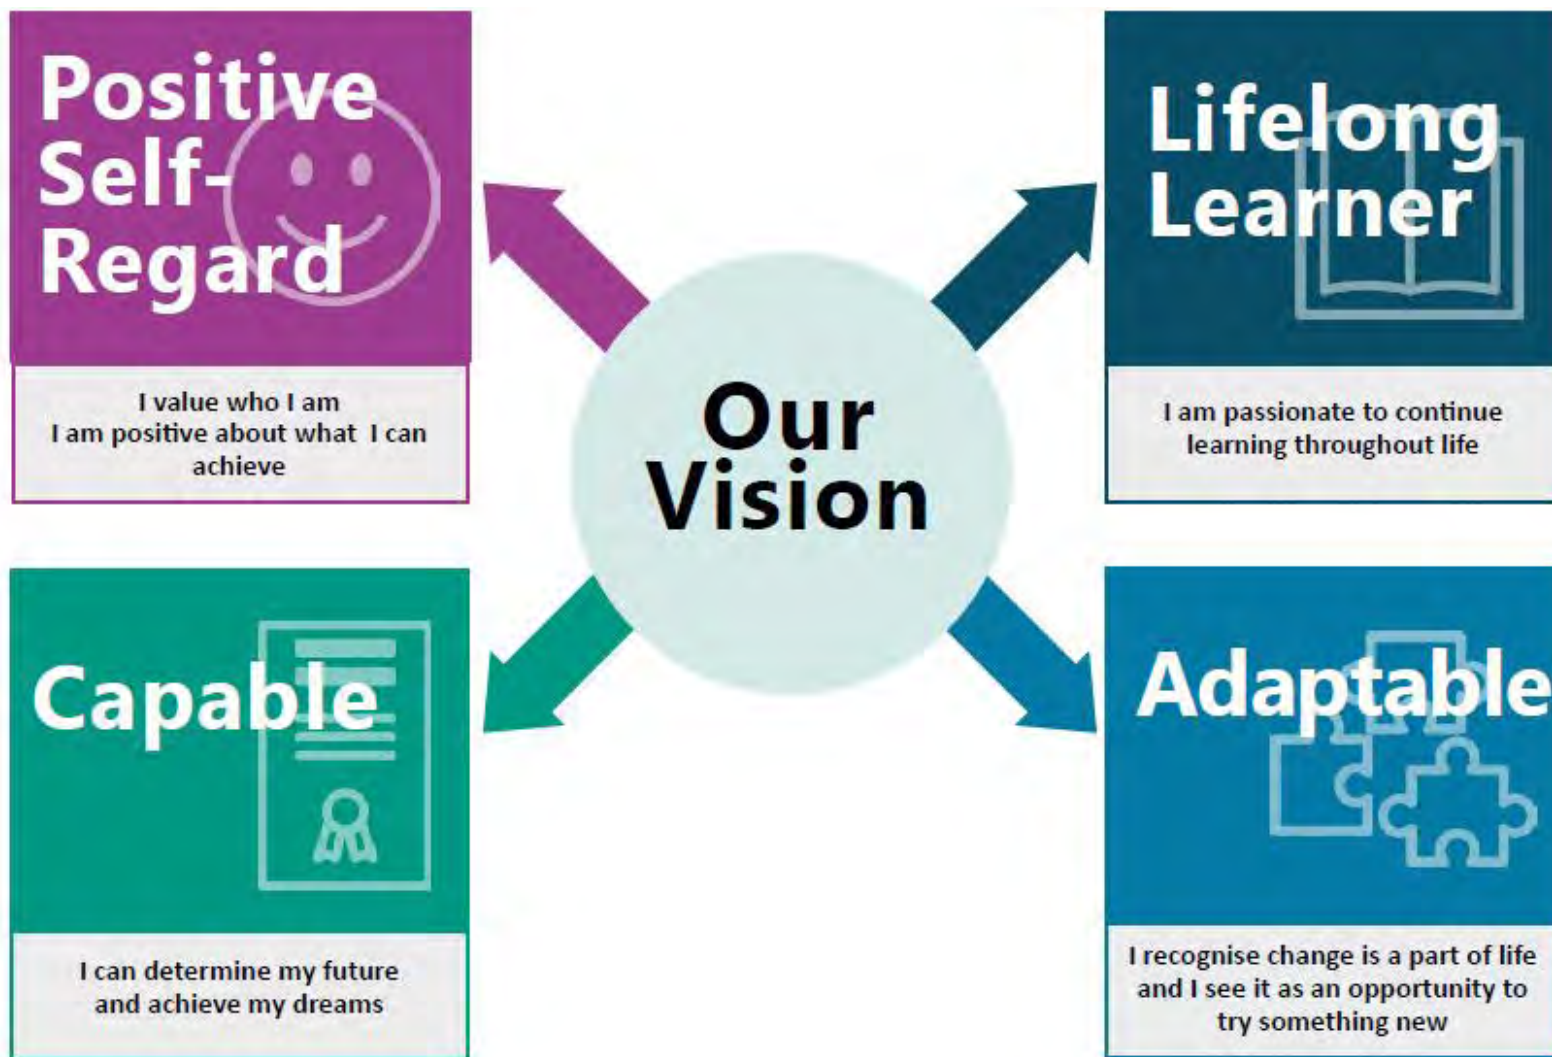 Positive
Self-
Regard
I value who I am
I am positive about what I can
achieve
Lifelong
Learner
I am passionate to continue
learning throughout life
Our
Vision
Capable
I can determine my future
and achieve my dreams
Adaptable
I recognise change is a part of life
and I see it as an opportunity to
try something new